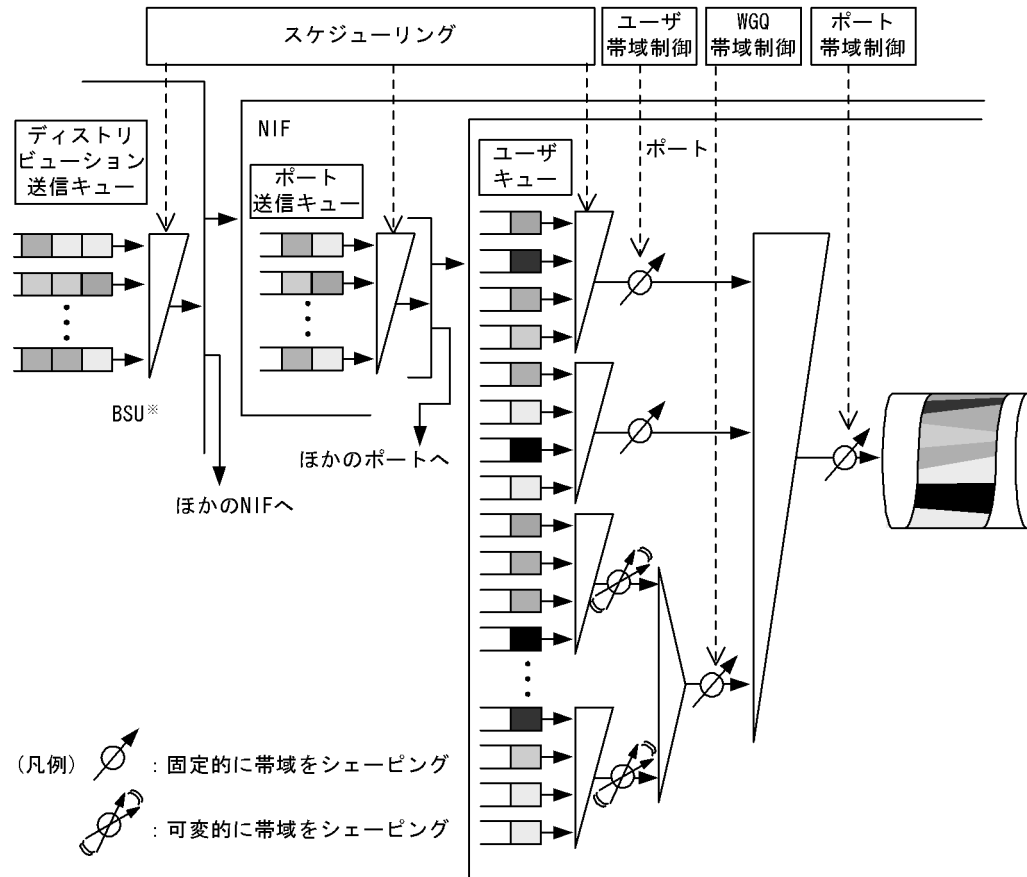 スケジューリング
ユーザ
帯域制御
WGQ
帯域制御
ポート
帯域制御
ディストリ
ビューション
送信キュー
NIF
ポート
送信キュー
ユーザ
キュー
ポート
BSU※
ほかのNIFへ
ほかのポートへ
(凡例)
：固定的に帯域をシェーピング
：可変的に帯域をシェーピング